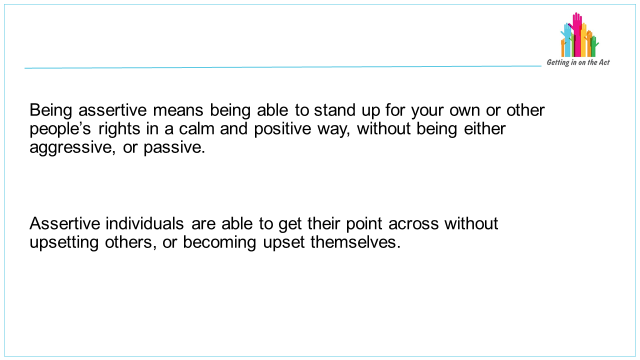 Getting in on the Act
Being assertive means being able to stand up for your own or other
people’s rights in a calm and positive way, without being either
aggressive, or passive.
Assertive individuals are able to get their point across without
upsetting others, or becoming upset themselves.